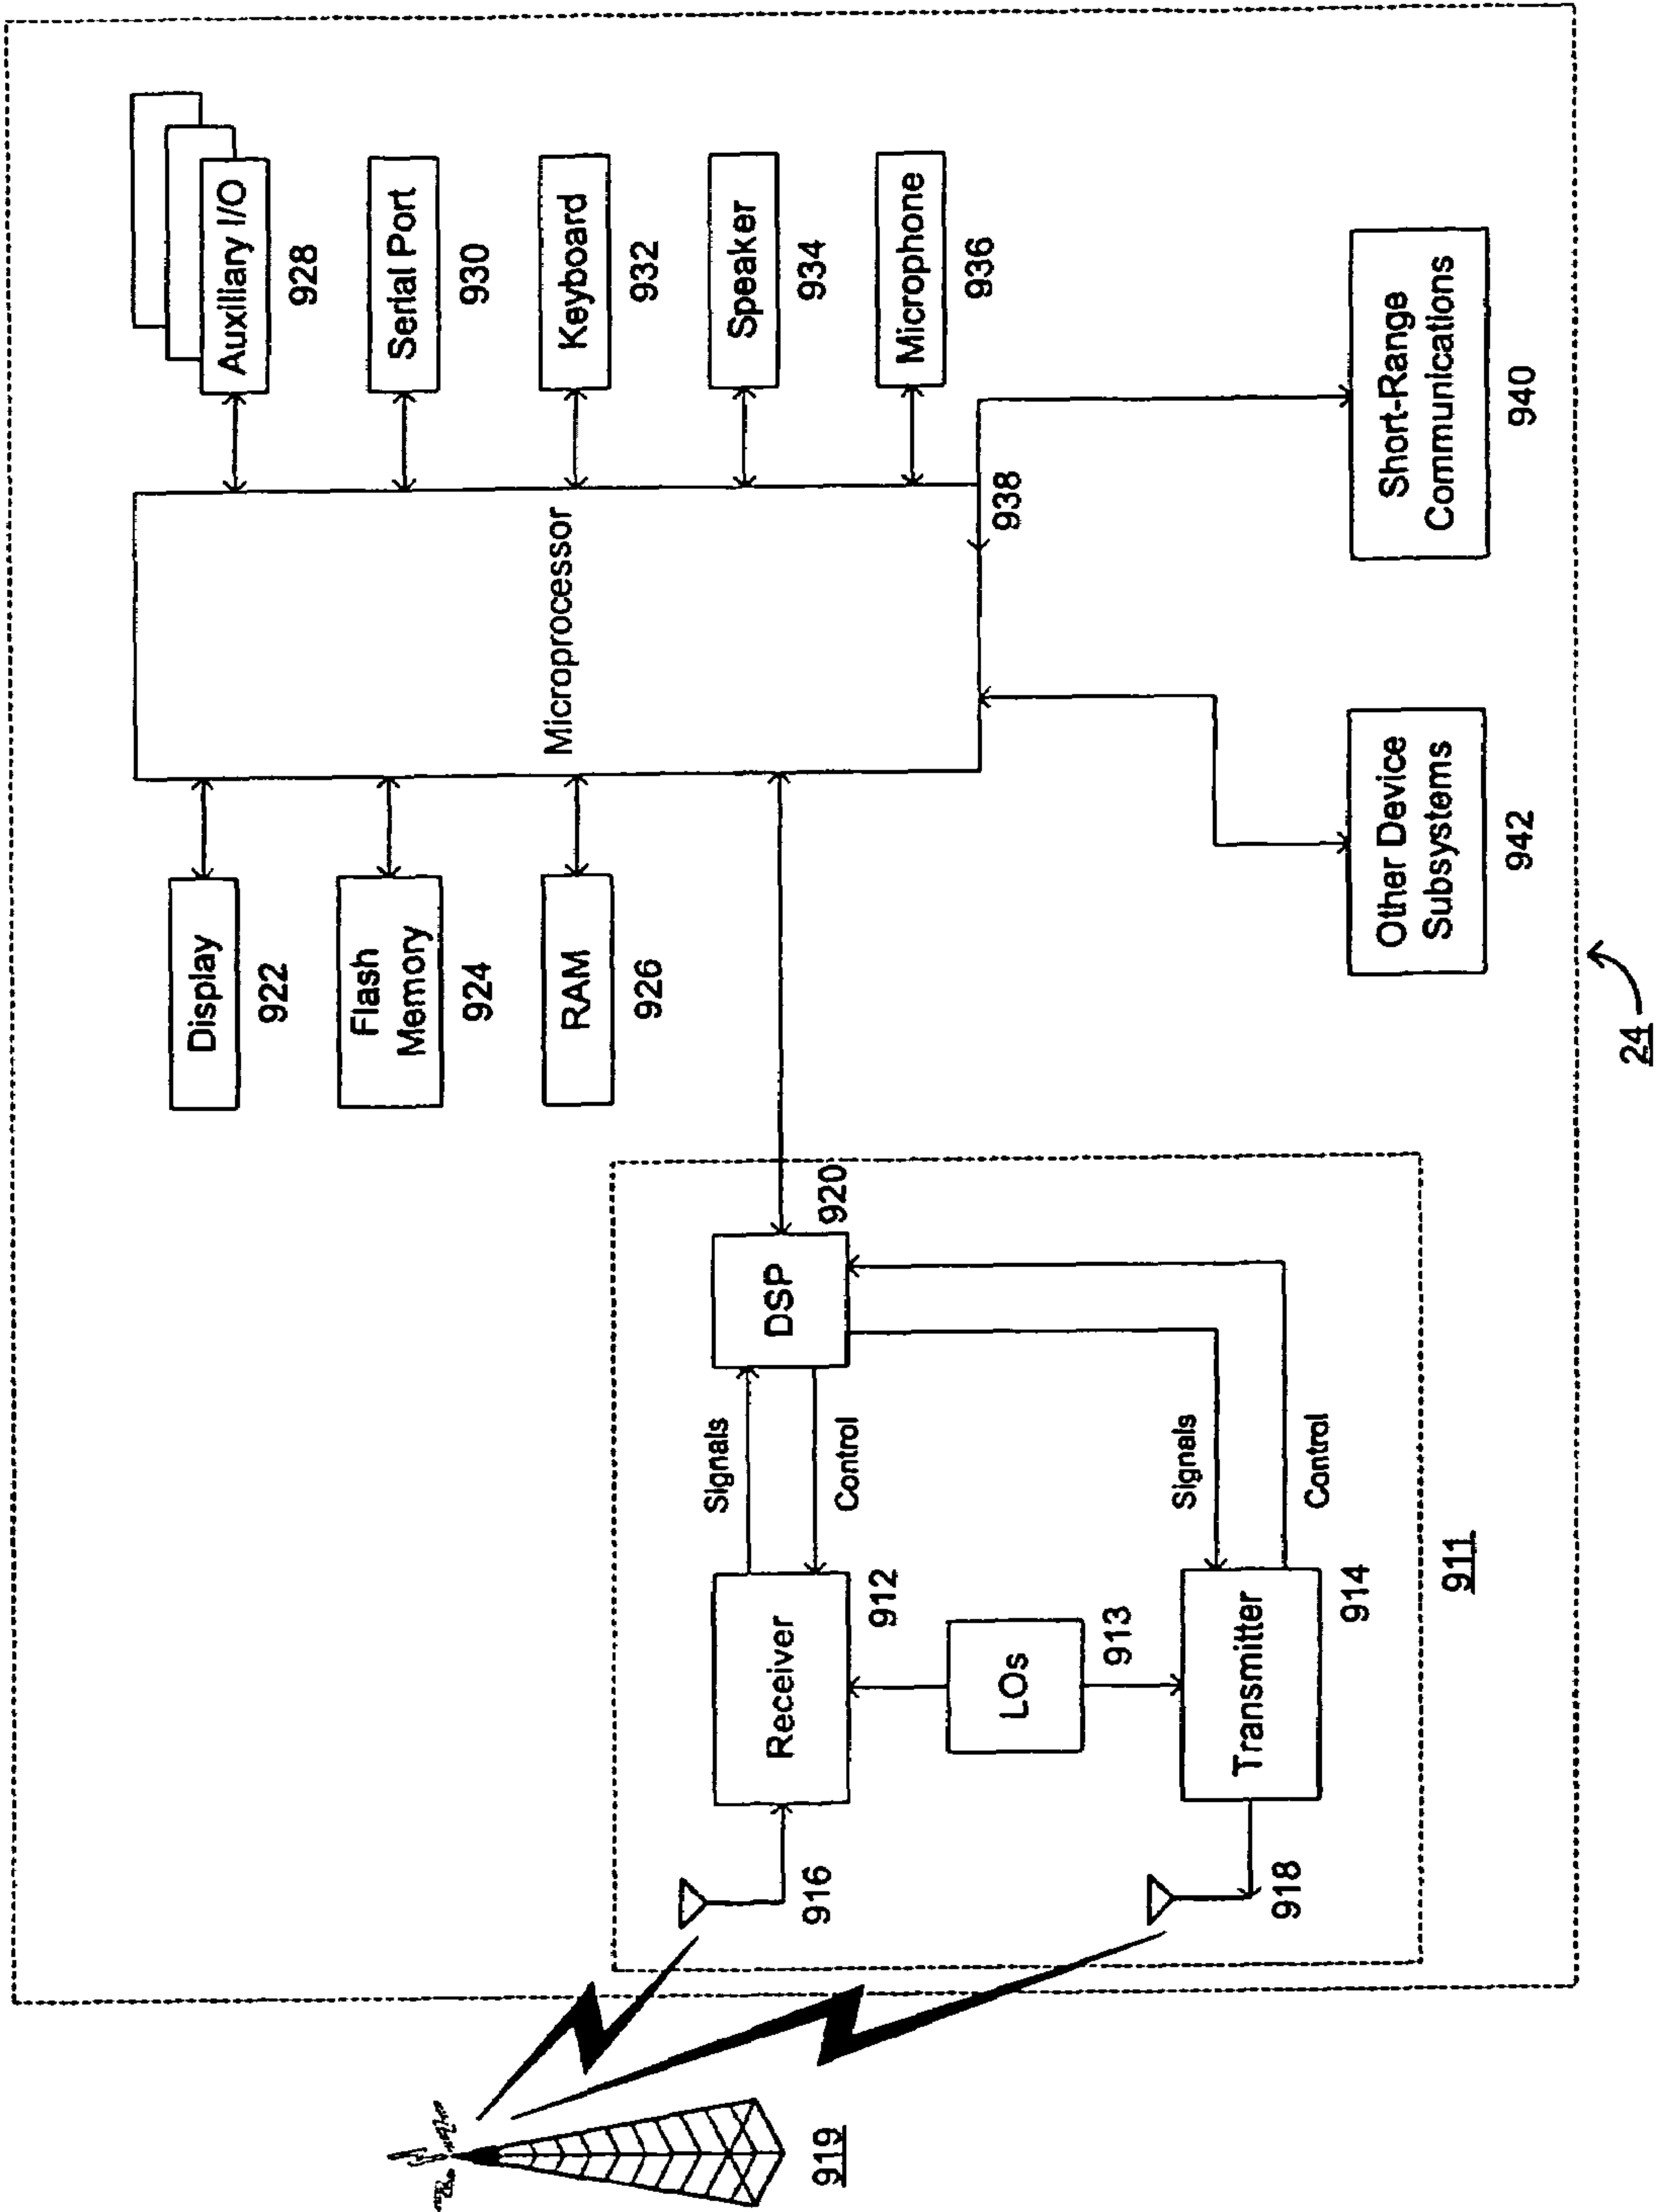 Display
922
Flash
Memory
924
RAM
926
Microprocessor
938
Auxiliary I/O
928
Serial Port
930
Keyboard
932
Speaker
934
Microphone
936
Short-Range
Communications
940
Other Device
Subsystems
942
DSP
920
Signals
Control
Receiver
912
916
LOs
913
Signals
Control
Transmitter
914
918
911
919
24